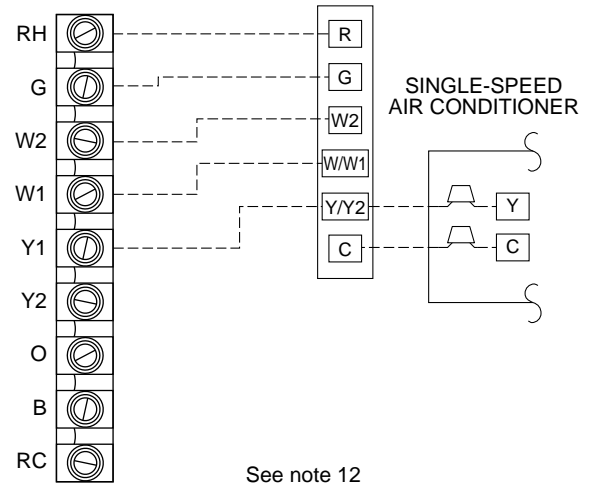 RH
G
W2
W1
Y1
Y2
O
B
RC
R
G
W2
W/W1
Y/Y2
C
SINGLE-SPEED
AIR CONDITIONER
Y
C
See note 12